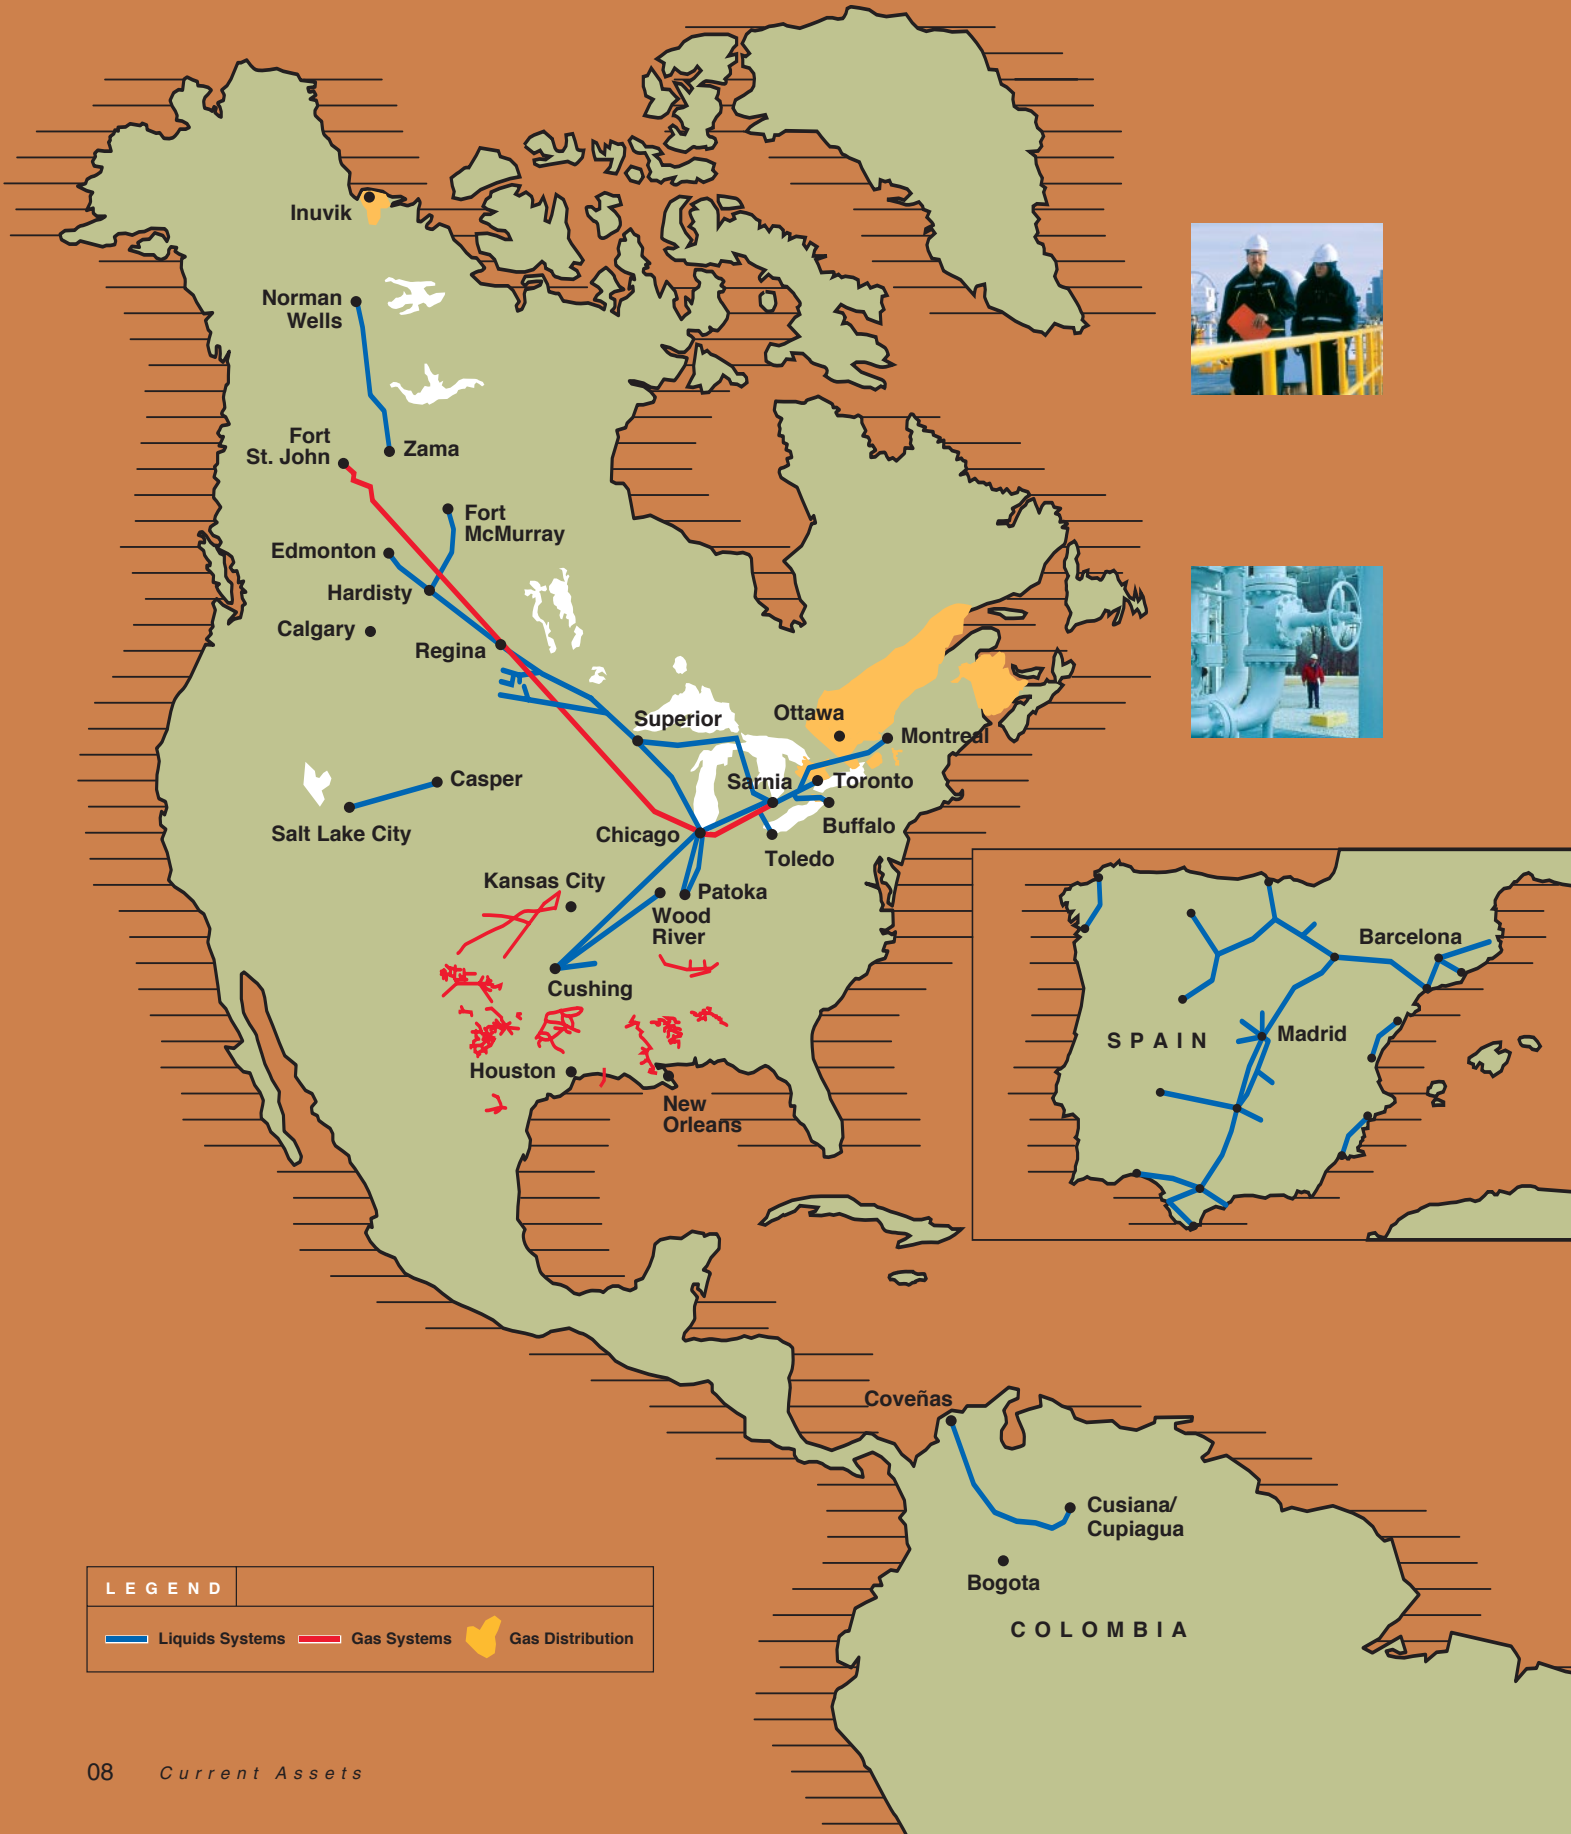 Inuvik
Norman
Wells
Zama
Fort
St. John
Fort
McMurray
Edmonton
Hardisty
Calgary
Regina
Superior
Ottawa
Montreal
Sarnia
Toronto
Casper
Salt Lake City
Chicago
Buffalo
Toledo
Kansas City
Patoka
Wood
River
Cushing
Houston
New
Orleans
Barcelona
SPAIN
Madrid
Coveñas
Cusiana/
Cupiagua
Bogota
COLOMBIA
LEGEND
Liquids Systems
Gas Systems
Gas Distribution
08 Current Assets